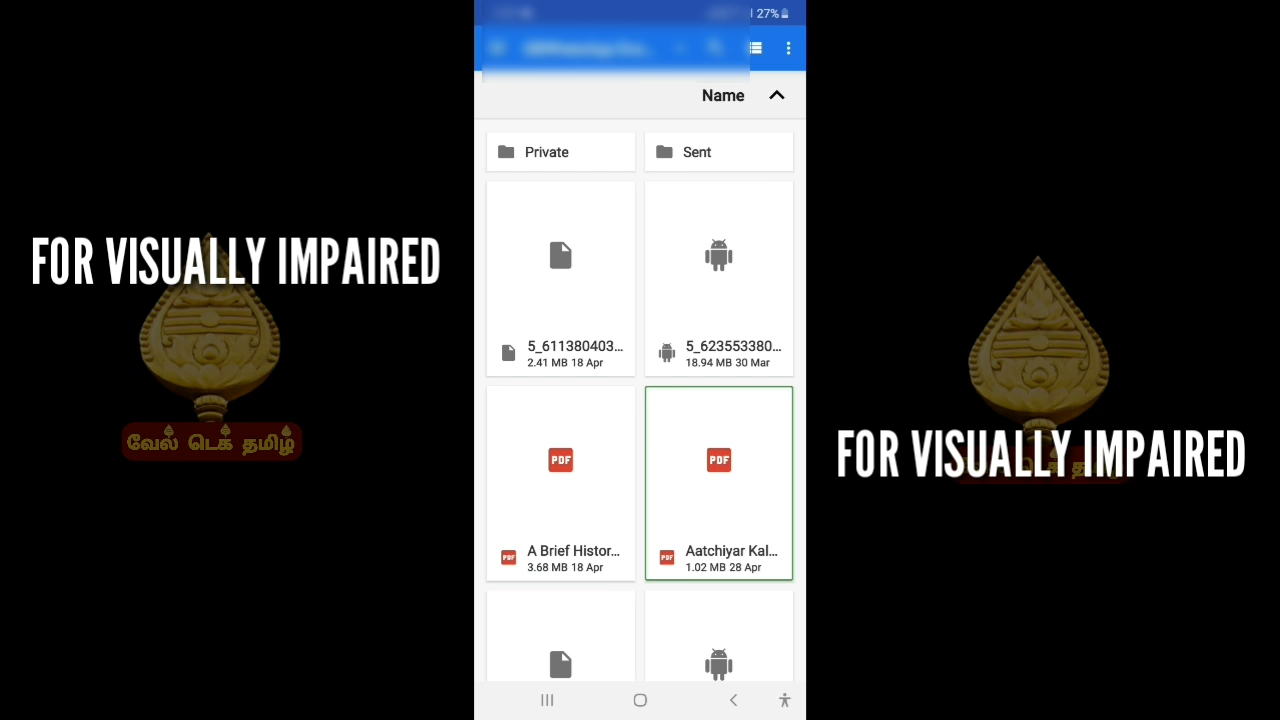 27%
Name
Private
Sent
5_611380403...
2.41 MB 18 Apr
5_623553380...
18.94 MB 30 Mar
PDF
PDF
PDF
A Brief Histor...
3.68 MB 18 Apr
PDF
Aatchiyar Kal...
1.02 MB 28 Apr
FOR VISUALLY IMPAIRED
வேல் டெக் தமிழ்
FOR VISUALLY IMPAIRED